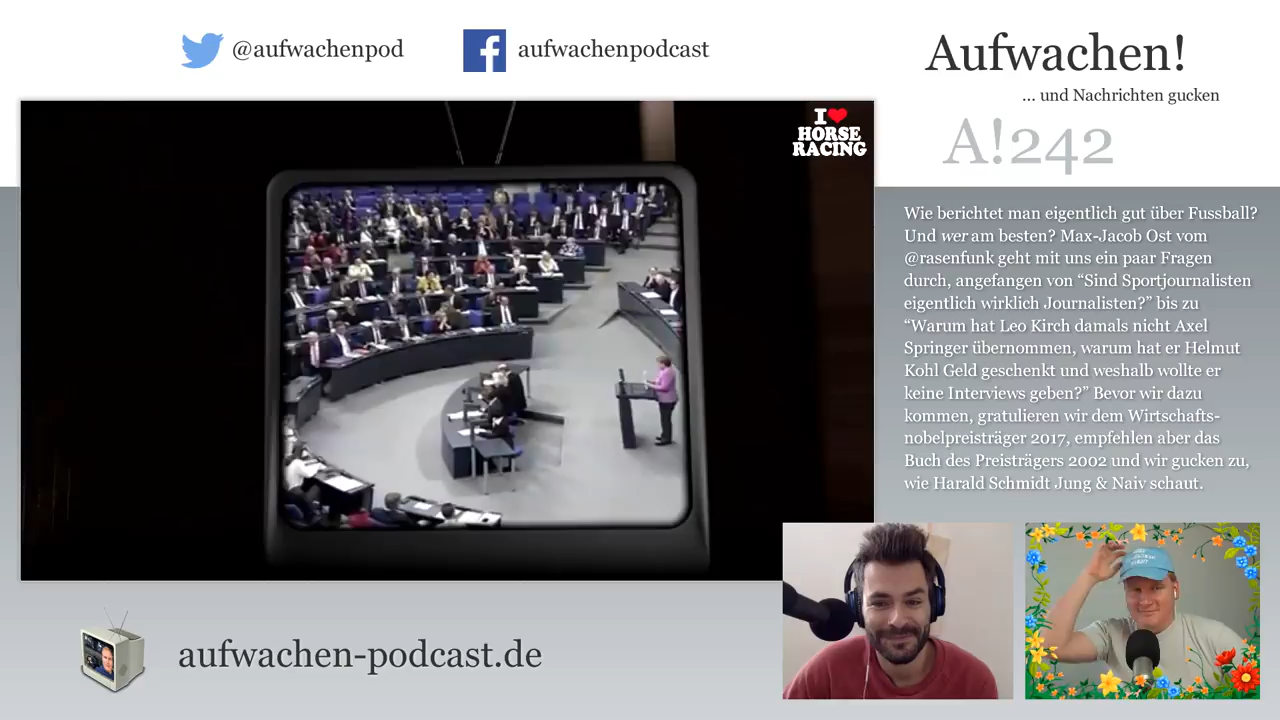 @aufwachenpod
aufwachenpodcast
Aufwachen!
... und Nachrichten gucken
A!242
I
HORSE
RACING
Wie berichtet man eigentlich gut über Fussball?
Und wer am besten? Max-Jacob Ost vom
@rasenfunk geht mit uns ein paar Fragen
durch, angefangen von “Sind Sportjournalisten
eigentlich wirklich Journalisten?” bis zu
“Warum hat Leo Kirch damals nicht Axel
Springer übernommen, warum hat er Helmut
Kohl Geld geschenkt und weshalb wollte er
keine Interviews geben?” Bevor wir dazu
kommen, gratulieren wir dem Wirtschafts-
nobelpreisträger 2017, empfehlen aber das
Buch des Preisträgers 2002 und wir gucken zu,
wie Harald Schmidt Jung & Naiv schaut.
aufwachen-podcast.de